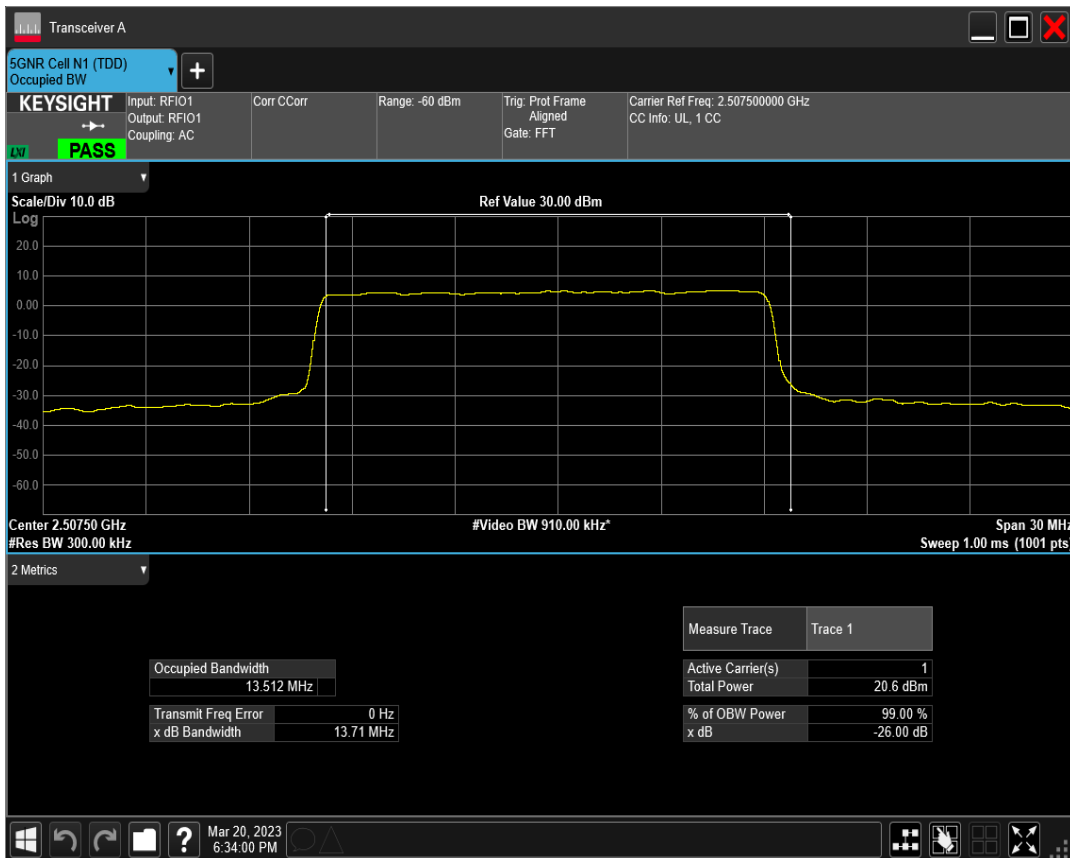 Transceiver A
5GNR Cell N1 (TDD)
Occupied BW
KEYSIGHT
LXI
PASS
Input: RFIO1
Output: RFIO1
Coupling: AC
Corr CCorr
Range: -60 dBm
Trig: Prot Frame
Aligned
Gate: FFT
Carrier Ref Freq: 2.507500000 GHz
CC Info: UL, 1 CC
1 Graph
Scale/Div 10.0 dB
Ref Value 30.00 dBm
Log
20.0
10.0
0.00
-10.0
-20.0
-30.0
-40.0
-50.0
-60.0
Center 2.50750 GHz
#Video BW 910.00 kHz*
Span 30 MHz
#Res BW 300.00 kHz
Sweep 1.00 ms (1001 pts)
2 Metrics
Measure Trace Trace 1
Occupied Bandwidth
13.512 MHz
Active Carrier(s) 1
Total Power 20.6 dBm
Transmit Freq Error 0 Hz
x dB Bandwidth 13.71 MHz
% of OBW Power 99.00 %
x dB -26.00 dB
?
Mar 20, 2023
6:34:00 PM